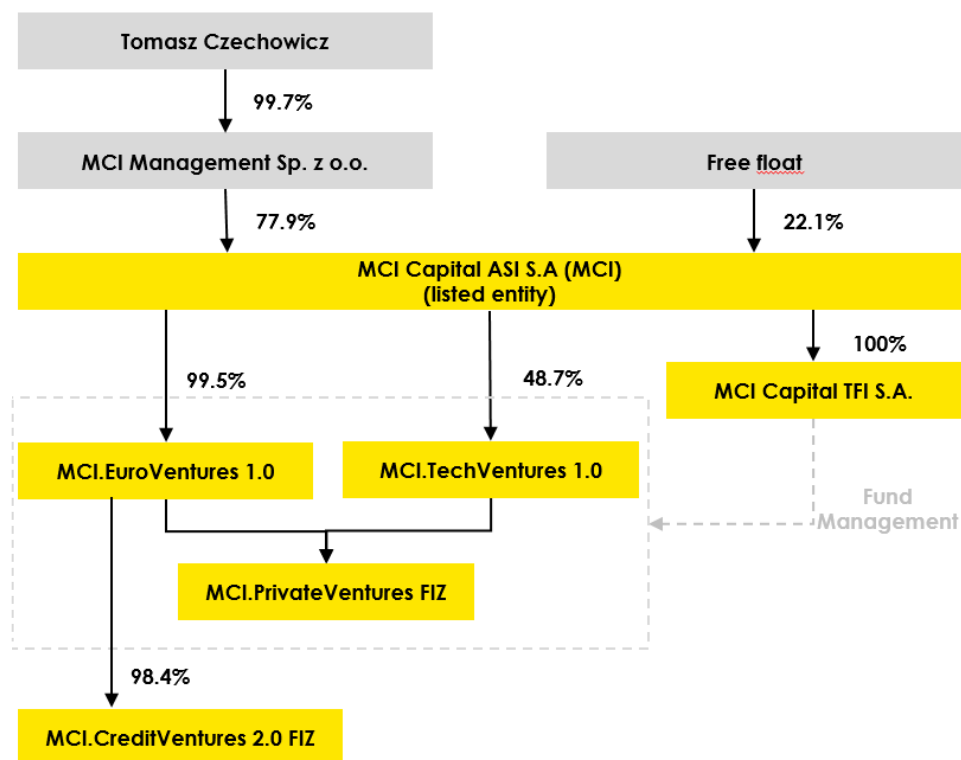 Tomasz Czechowicz
99.7%
MCI Management Sp. z o.o.
Free float
77.9%
22.1%
MCI Capital ASI S.A (MCI)
(listed entity)
100%
99.5%
48.7%
MCI Capital TFI S.A.
MCI.EuroVentures 1.0
MCI.TechVentures 1.0
Fund
Management
MCI.PrivateVentures FIZ
98.4%
MCI.CreditVentures 2.0 FIZ